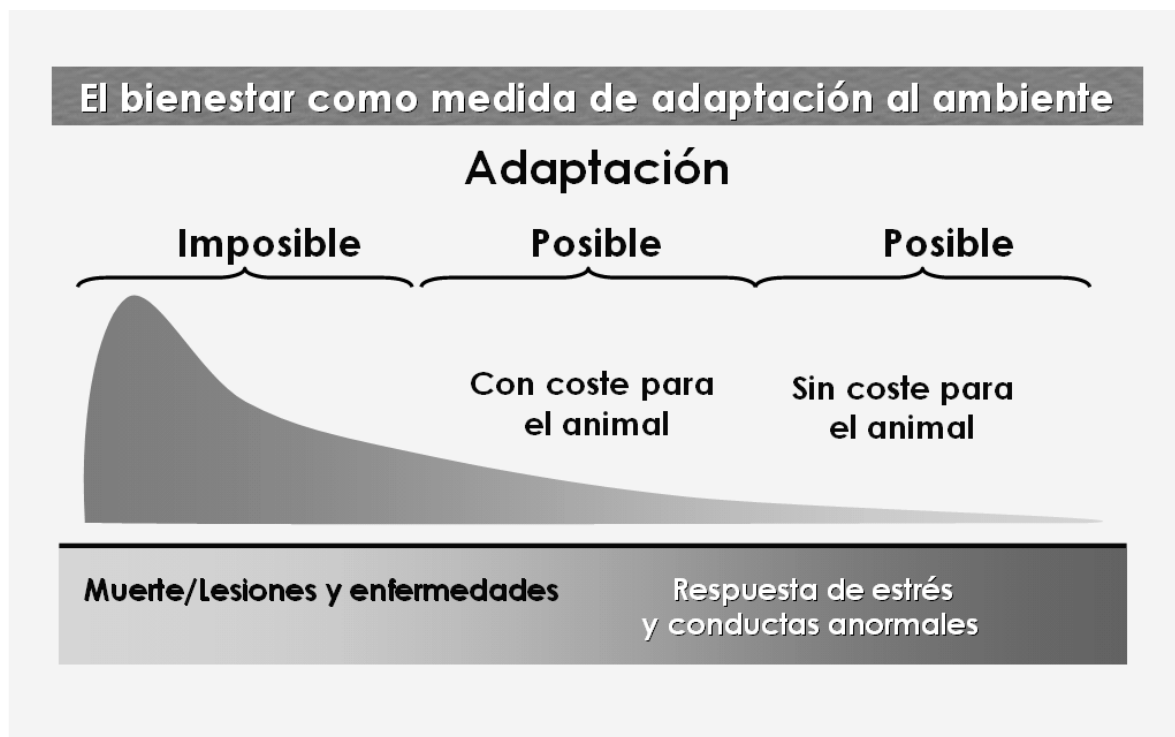 El bienestar como medida de adaptación al ambiente
Adaptación
Imposible
Posible
Posible
Con coste para
el animal
Sin coste para
el animal
Muerte/Lesiones y enfermedades
Respuesta de estrés
y conductas anormales